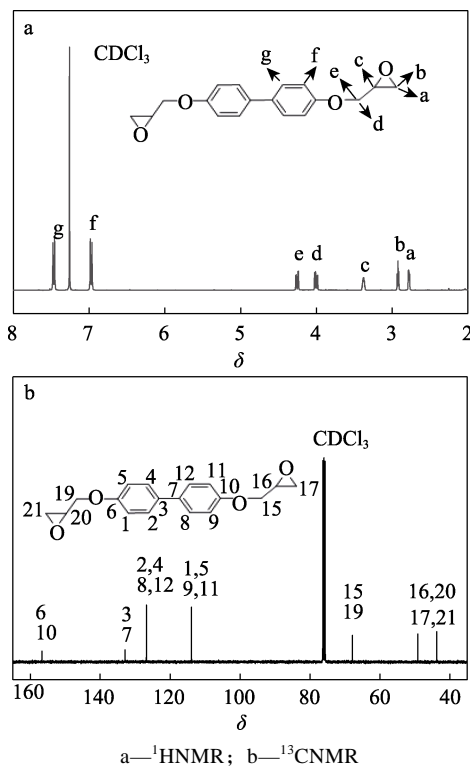 a
CDCl₃
g f c O b
e a
O O d
O
g f e d c b a
8 7 6 5 4 3 2
δ
b
CDCl₃
12 11 16 O
5 4 7 10 17
19 O 3 O 15
21 6 8 9
O 20 1 2
2,4 1,5 15 16,20
6 3 8,12 9,11 19 17,21
10 7
160 140 120 100 80 60 40
δ
a—¹HNMR；b—¹³CNMR